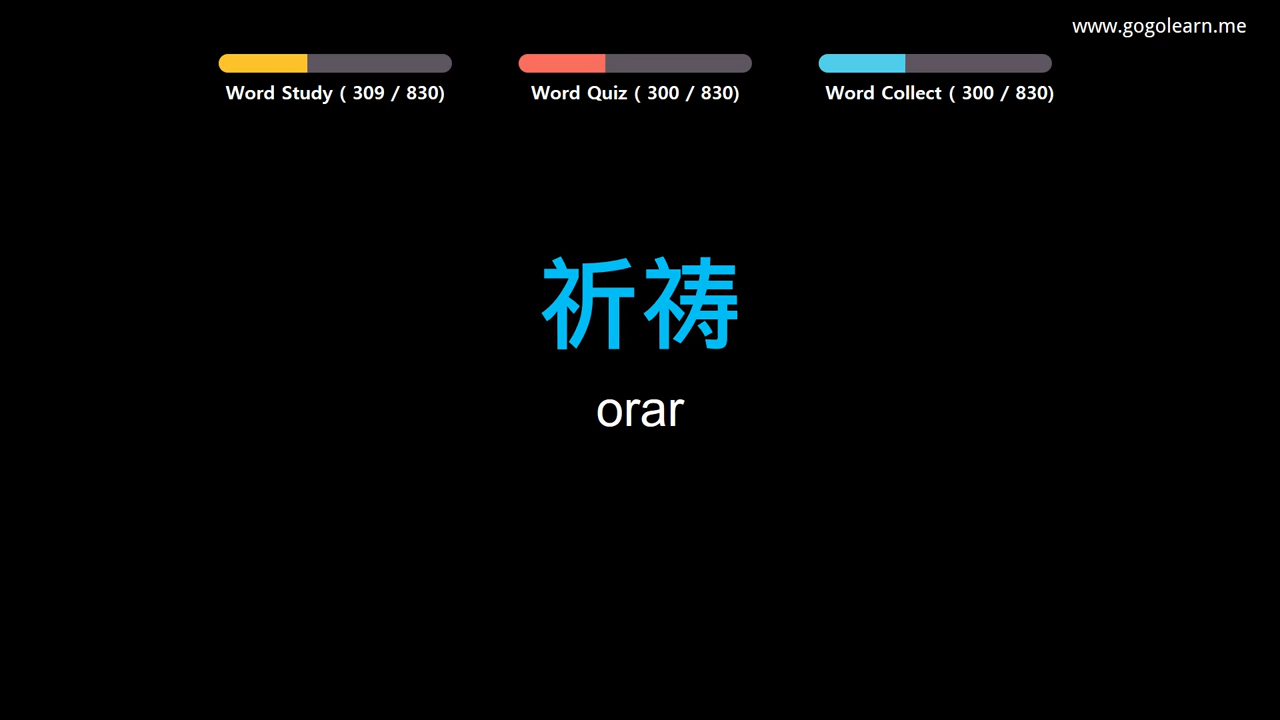 www.gogolearn.me
Word Study ( 309 / 830)
Word Quiz ( 300 / 830)
Word Collect ( 300 / 830)
祈祷
orar